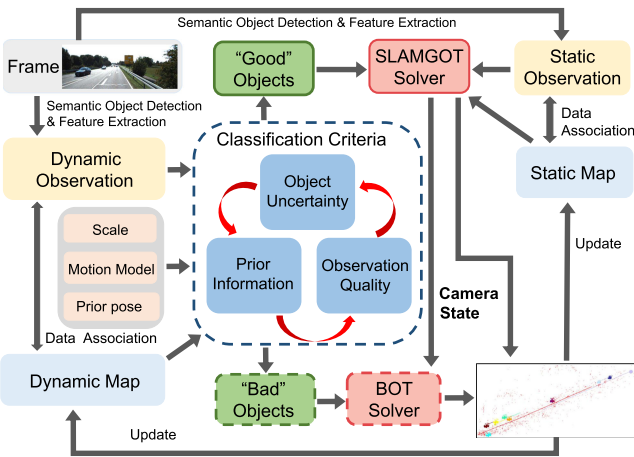 Semantic Object Detection & Feature Extraction
Frame
"Good"
Objects
SLAMGOT
Solver
Static
Observation
Semantic Object Detection
& Feature Extraction
Data
Association
Classification Criteria
Dynamic
Observation
Object
Uncertainty
Static Map
Scale
Motion Model
Prior pose
Prior
Information
Observation
Quality
Update
Camera
State
Data Association
Dynamic Map
"Bad"
Objects
BOT
Solver
Update